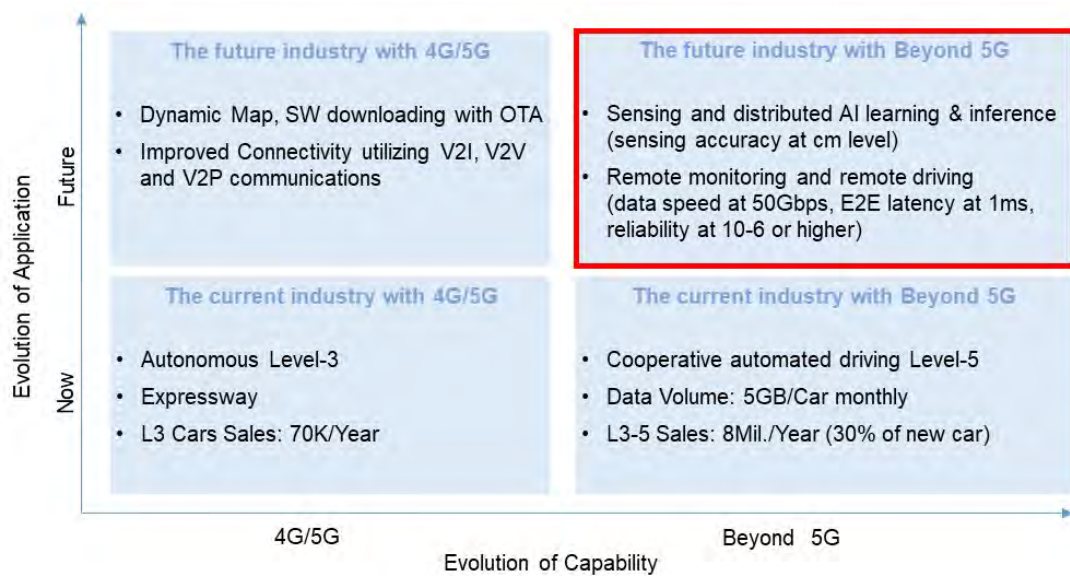 Evolution of Application
Future
Now
The future industry with 4G/5G
• Dynamic Map, SW downloading with OTA
• Improved Connectivity utilizing V2I, V2V
and V2P communications
The future industry with Beyond 5G
• Sensing and distributed AI learning & inference
(sensing accuracy at cm level)
• Remote monitoring and remote driving
(data speed at 50Gbps, E2E latency at 1ms,
reliability at 10-6 or higher)
The current industry with 4G/5G
• Autonomous Level-3
• Expressway
• L3 Cars Sales: 70K/Year
The current industry with Beyond 5G
• Cooperative automated driving Level-5
• Data Volume: 5GB/Car monthly
• L3-5 Sales: 8Mil./Year (30% of new car)
4G/5G
Beyond 5G
Evolution of Capability